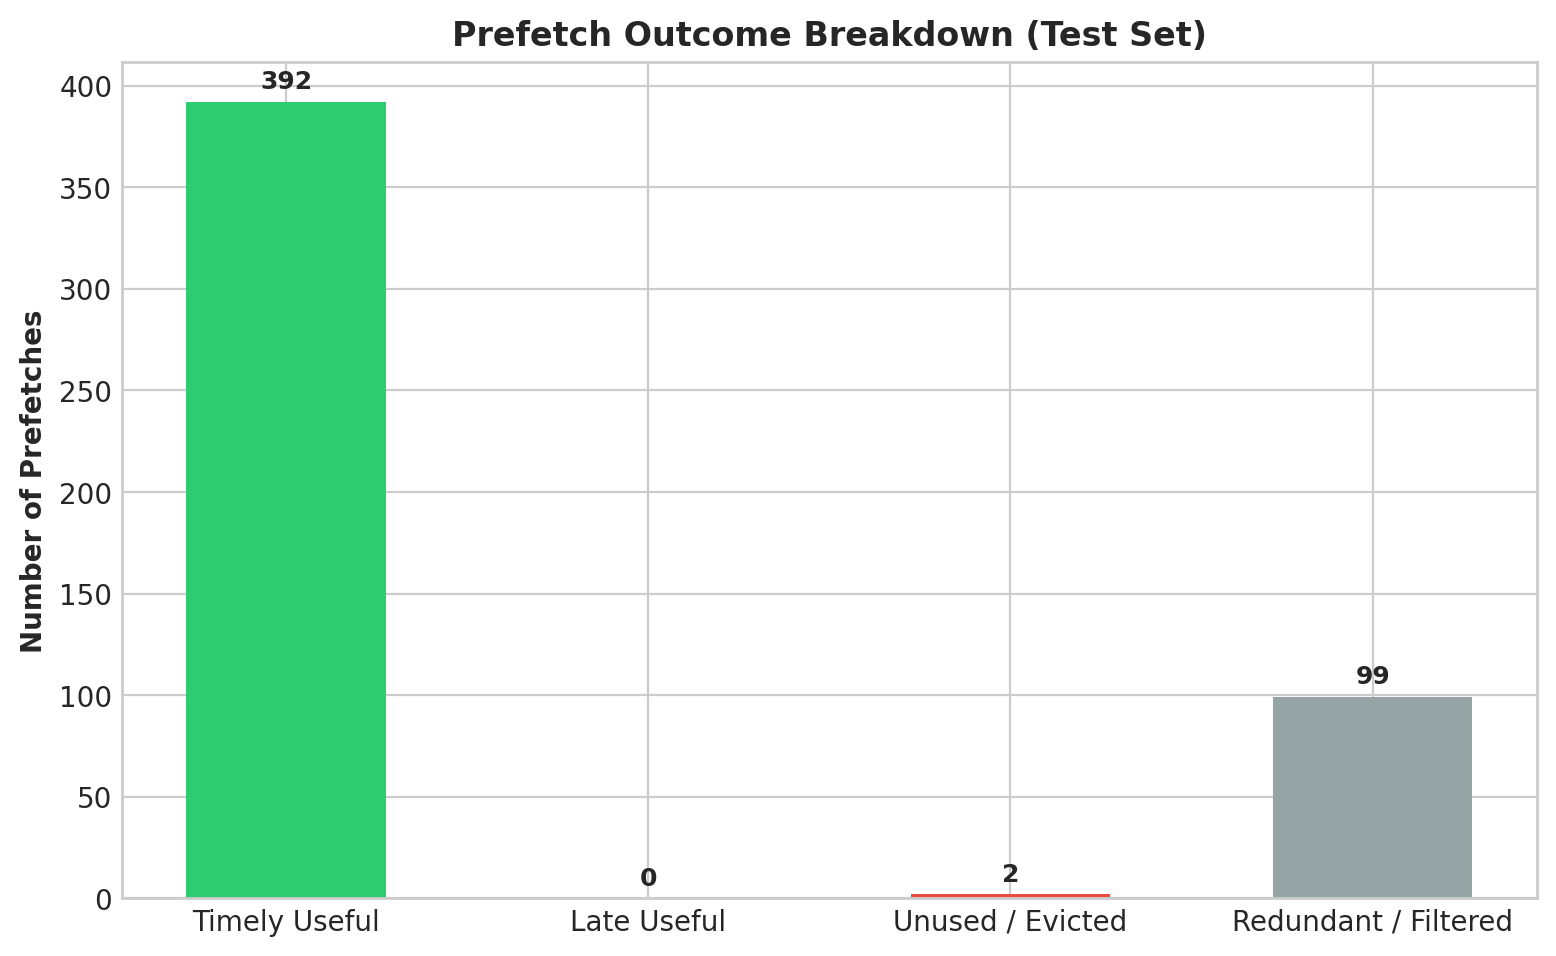 Prefetch Outcome Breakdown (Test Set)
Number of Prefetches
400
350
300
250
200
150
100
50
0
392
0
2
99
Timely Useful
Late Useful
Unused / Evicted
Redundant / Filtered